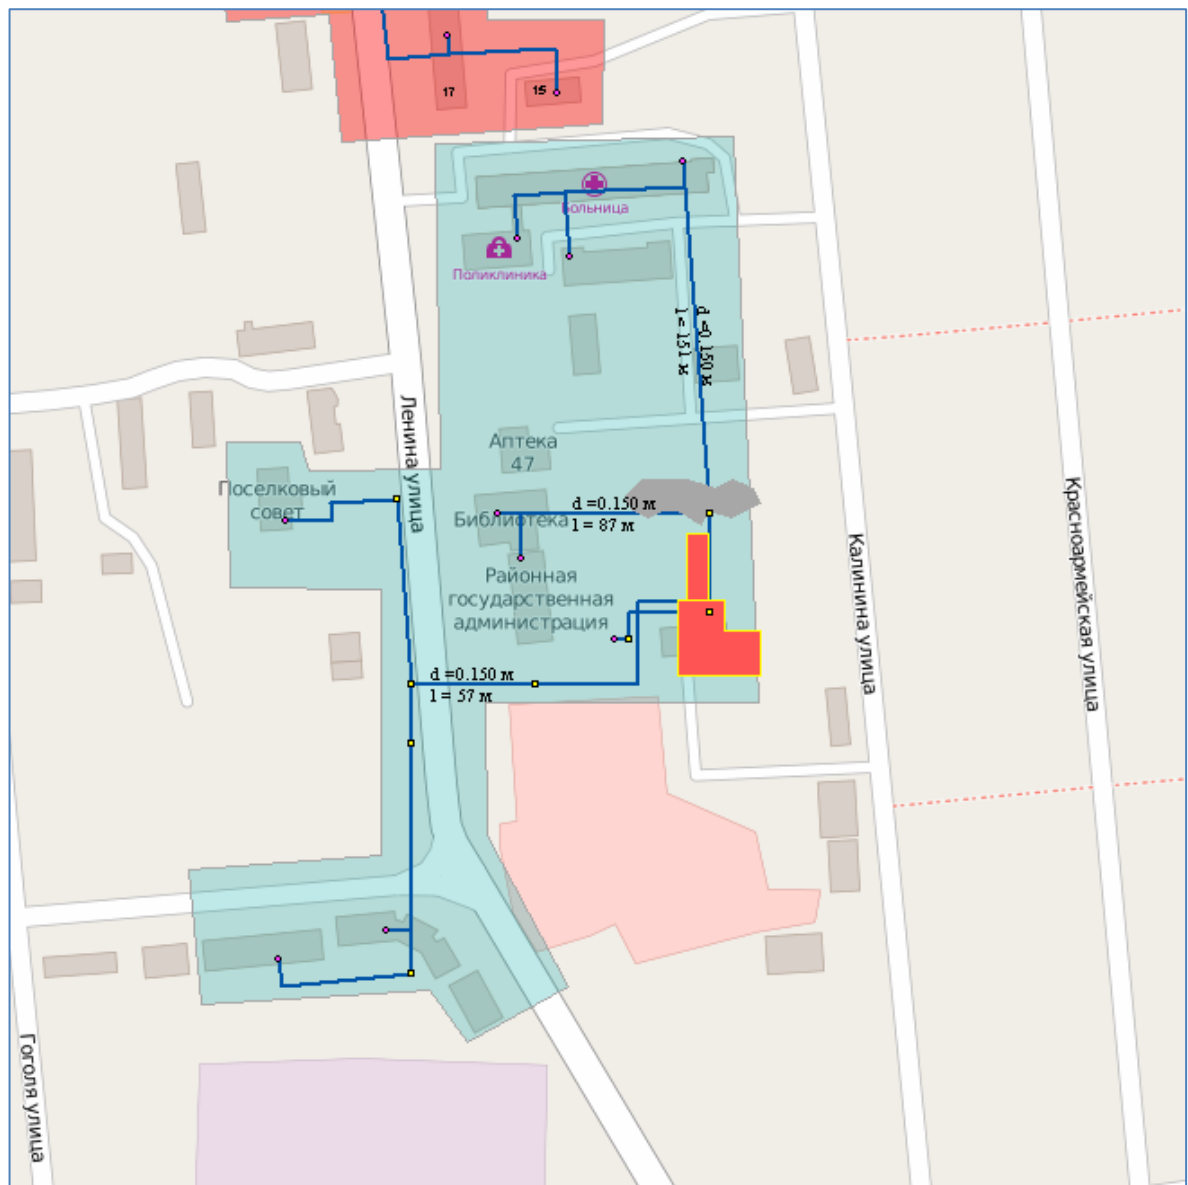 17
15
Больница
Поликлиника
d =0.150 м
l = 151 м
Ленина улица
Аптека
47
Поселковый
совет
Библиотека
d =0.150 м
l = 87 м
Районная
государственная
администрация
Калинина улица
Красноармейская улица
d =0.150 м
l = 57 м
Гоголя улица